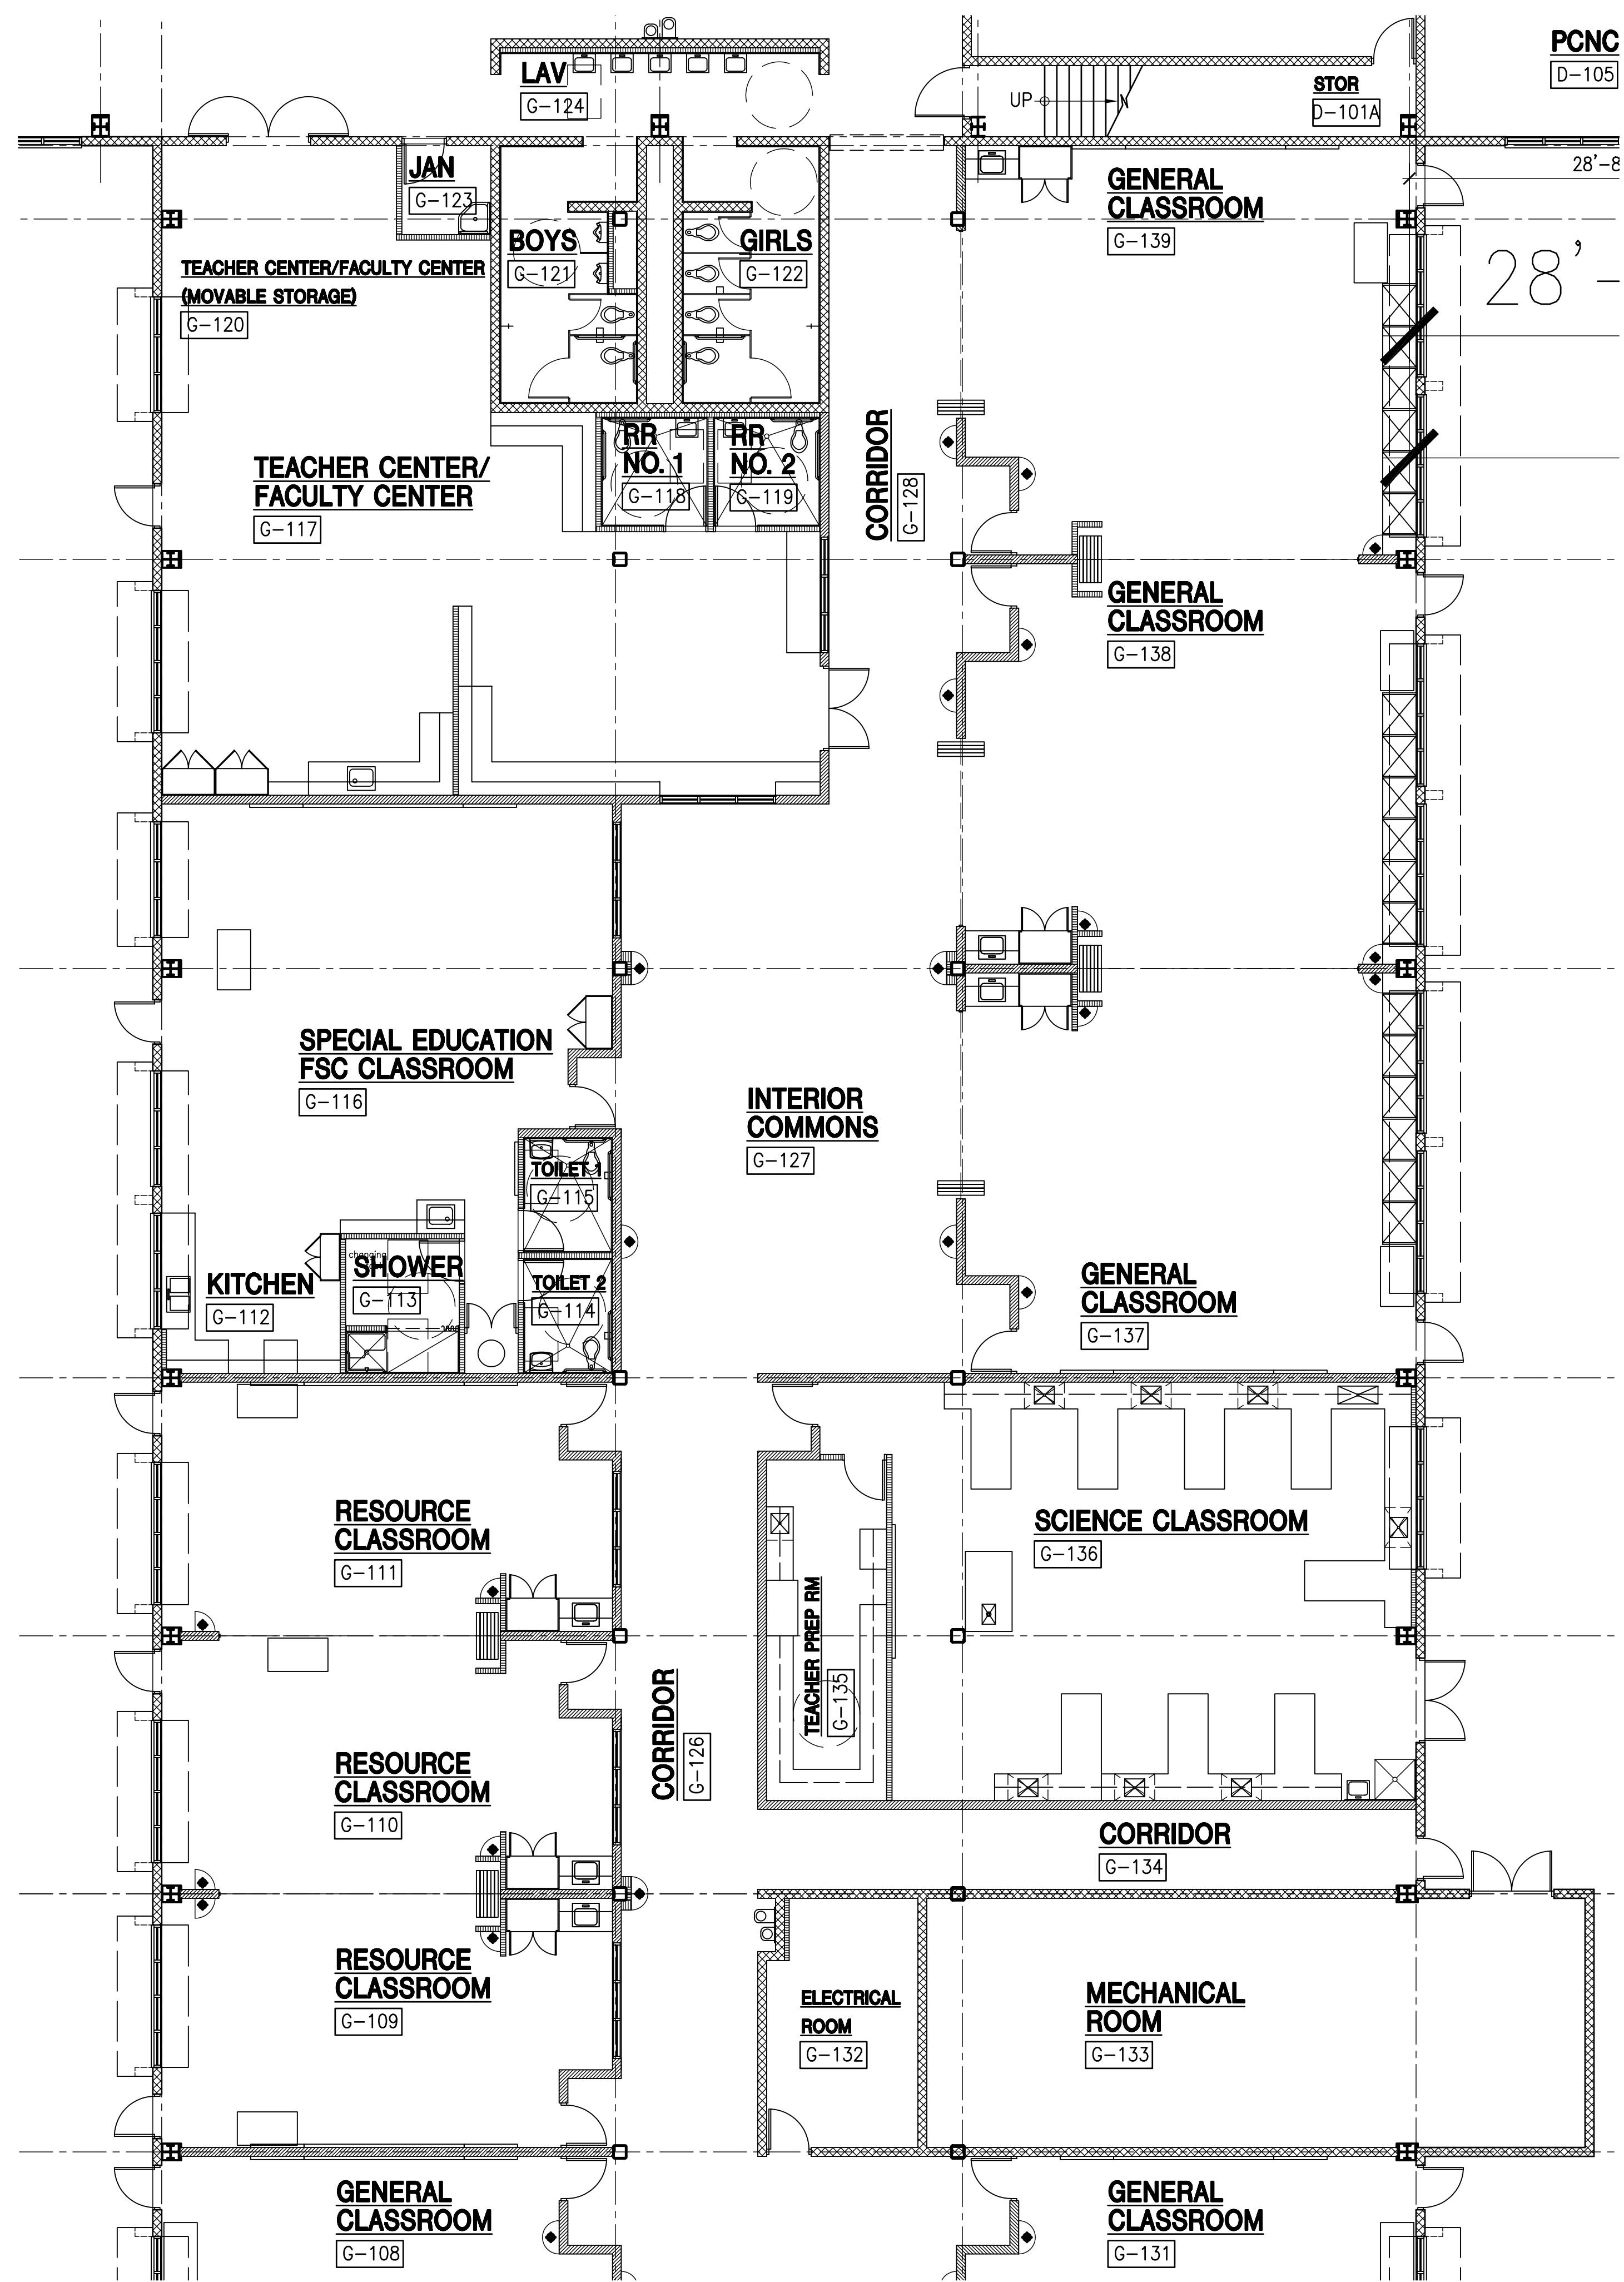 PCNC
D-105
LAV
G-124
UP
STOR
D-101A
JAN
G-123
28'-8
GENERAL
CLASSROOM
G-139
BOYS
G-121
GIRLS
G-122
28'-
TEACHER CENTER/FACULTY CENTER
(MOVABLE STORAGE)
G-120
RR
NO. 1
G-118
RR
NO. 2
G-119
CORRIDOR
G-128
TEACHER CENTER/
FACULTY CENTER
G-117
GENERAL
CLASSROOM
G-138
SPECIAL EDUCATION
FSC CLASSROOM
G-116
INTERIOR
COMMONS
G-127
TOILET 1
G-115
changing
SHOWER
G-113
KITCHEN
G-112
TOILET 2
G-114
GENERAL
CLASSROOM
G-137
RESOURCE
CLASSROOM
G-111
SCIENCE CLASSROOM
G-136
TEACHER PREP RM
G-135
CORRIDOR
G-126
RESOURCE
CLASSROOM
G-110
CORRIDOR
G-134
RESOURCE
CLASSROOM
G-109
ELECTRICAL
ROOM
G-132
MECHANICAL
ROOM
G-133
GENERAL
CLASSROOM
G-108
GENERAL
CLASSROOM
G-131